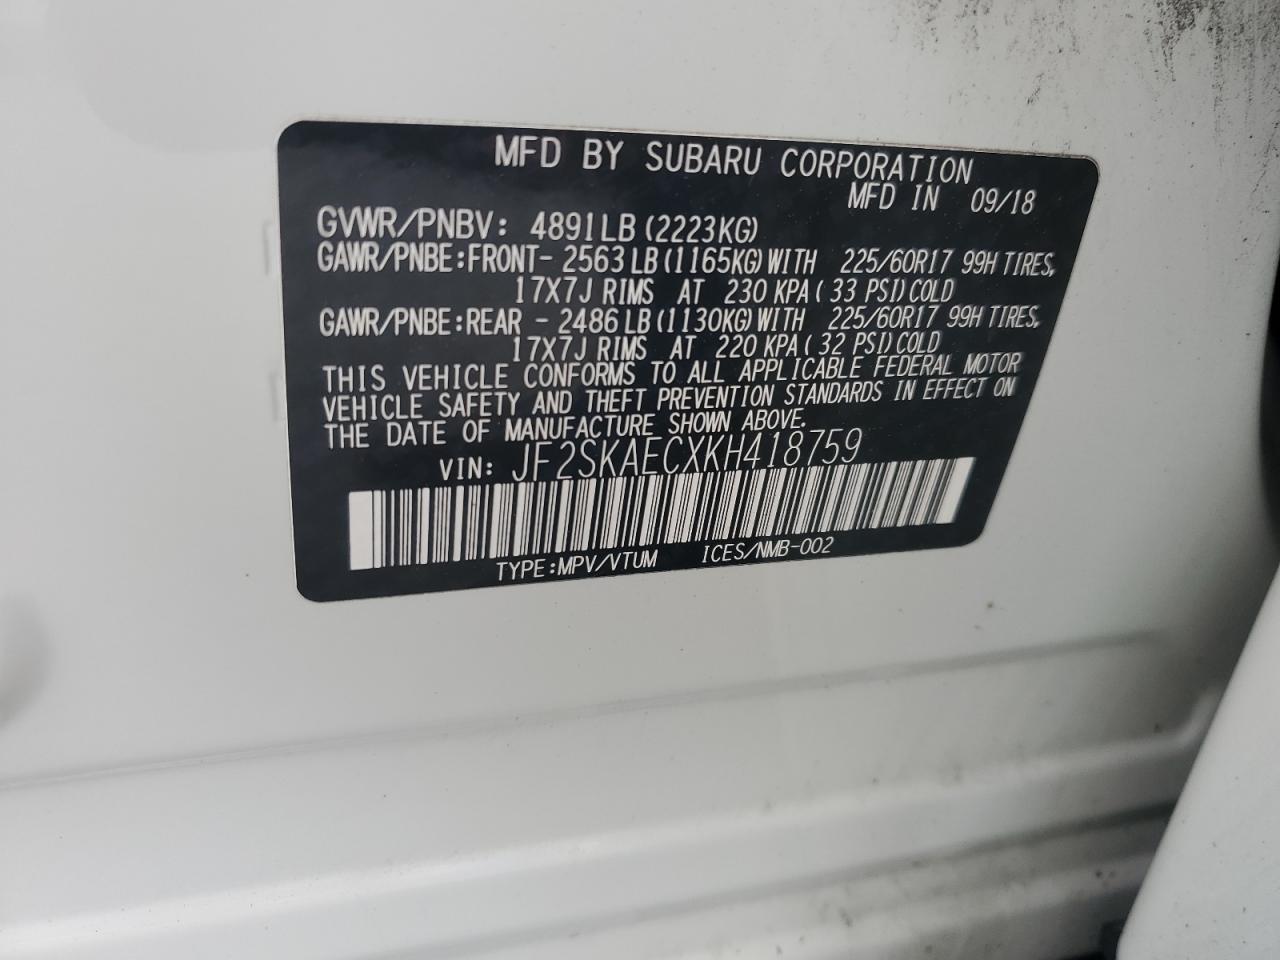 MFD BY SUBARU CORPORATION
MFD IN 09/18
GVWR/PNBV: 4891LB (2223KG)
GAWR/PNBE:FRONT- 2563 LB (1165KG) WITH 225/60R17 99H TIRES,
17X7J RIMS AT 230 KPA ( 33 PSI) COLD
GAWR/PNBE:REAR - 2486 LB (1130KG) WITH 225/60R17 99H TIRES,
17X7J RIMS AT 220 KPA ( 32 PSI) COLD
THIS VEHICLE CONFORMS TO ALL APPLICABLE FEDERAL MOTOR
VEHICLE SAFETY AND THEFT PREVENTION STANDARDS IN EFFECT ON
THE DATE OF MANUFACTURE SHOWN ABOVE.
VIN: JF2SKAECXKH418759
TYPE:MPV/VTUM ICES/NMB-002